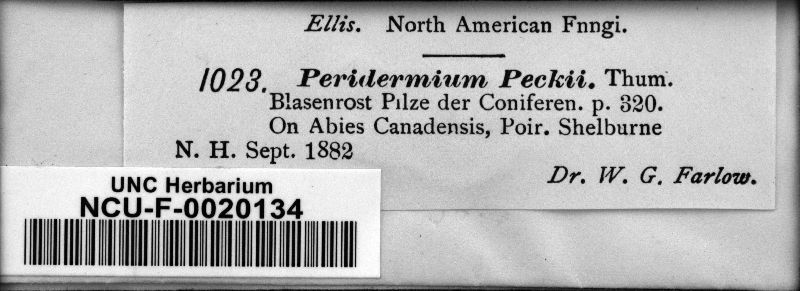 Ellis. North American Fnngi.
1023. Peridermium Peckii. Thum.
Blasenrost Pilze der Coniferen. p. 320.
On Abies Canadensis, Poir. Shelburne
N. H. Sept. 1882
Dr. W. G. Farlow.
UNC Herbarium
NCU-F-0020134